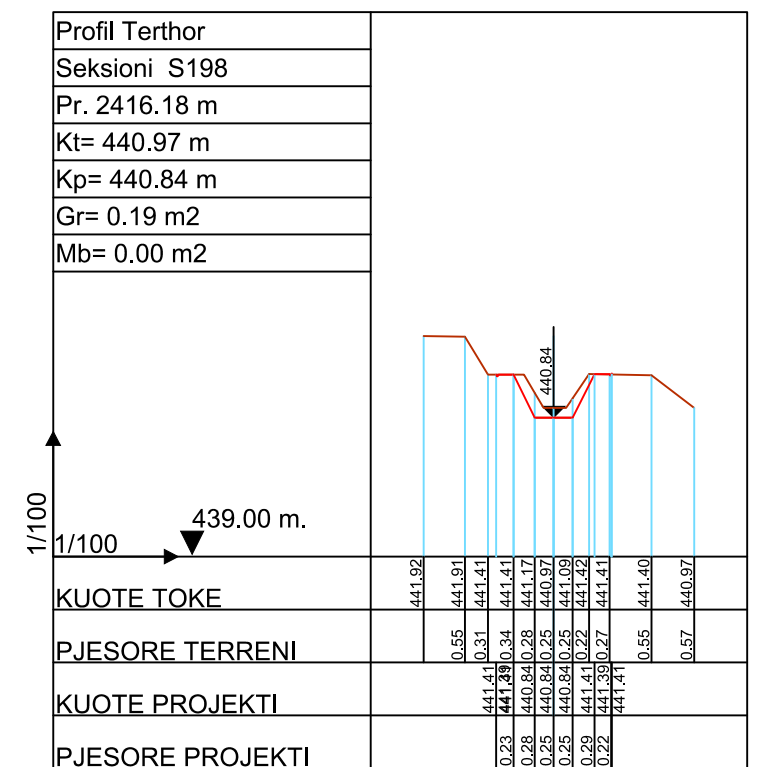 Profil Terthor
Seksioni S198
Pr. 2416.18 m
Kt= 440.97 m
Kp= 440.84 m
Gr= 0.19 m2
Mb= 0.00 m2
440.84
1/100
1/100
439.00 m.
KUOTE TOKE
441.92 441.91 441.41 441.41 441.17 440.97 441.09 441.42 441.41 441.40 440.97
PJESORE TERRENI
0.55 0.31 0.34 0.28 0.25 0.25 0.22 0.27 0.55 0.57
KUOTE PROJEKTI
441.41 441.39 440.84 440.84 440.84 441.41 441.39 441.41
PJESORE PROJEKTI
0.23 0.28 0.25 0.25 0.29 0.22